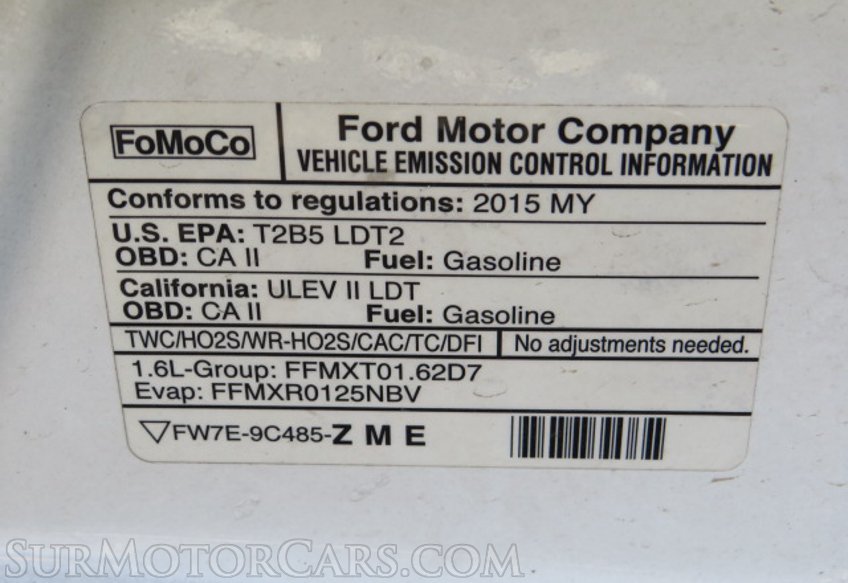 FoMoCo
Ford Motor Company
VEHICLE EMISSION CONTROL INFORMATION
Conforms to regulations: 2015 MY
U.S. EPA: T2B5 LDT2
OBD: CA II Fuel: Gasoline
California: ULEV II LDT
OBD: CA II Fuel: Gasoline
TWC/HO2S/WR-HO2S/CAC/TC/DFI No adjustments needed.
1.6L-Group: FFMXT01.62D7
Evap: FFMXR0125NBV
FW7E-9C485-ZME
SURMOTORCARS.COM